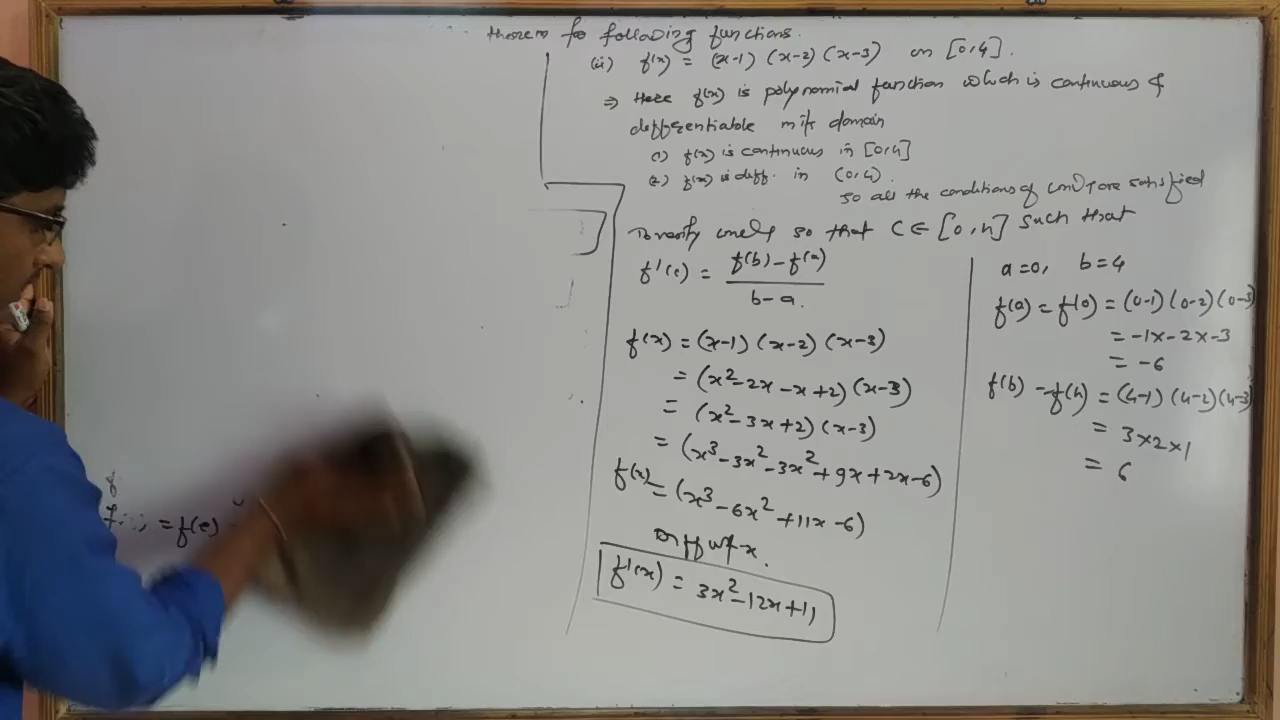 theorem for following functions.
(ii) f(x) = (x-1) (x-2) (x-3) on [0,4].
⇒ Here f(x) is polynomial function which is continuous &
differentiable in its domain
(1) f(x) is continuous in [0,4]
(2) f(x) is diff. in (0,4).
so all the conditions of are satisfied
To verify so that C ∈ [0,4] such that
f'(c) = f(b) - f(a) / b - a.
f(x) = (x-1) (x-2) (x-3)
= (x² - 2x - x + 2) (x-3)
= (x² - 3x + 2) (x-3)
= (x³ - 3x² - 3x² + 9x + 2x - 6)
f(x) = (x³ - 6x² + 11x - 6)
Diff w.r.t x.
f'(x) = 3x² - 12x + 11
a = 0, b = 4
f(a) = f(0) = (0-1) (0-2) (0-3)
= -1x - 2x - 3
= -6
f(b) - f(4) = (4-1) (4-2) (4-3)
= 3 x 2 x 1
= 6
= f(e)